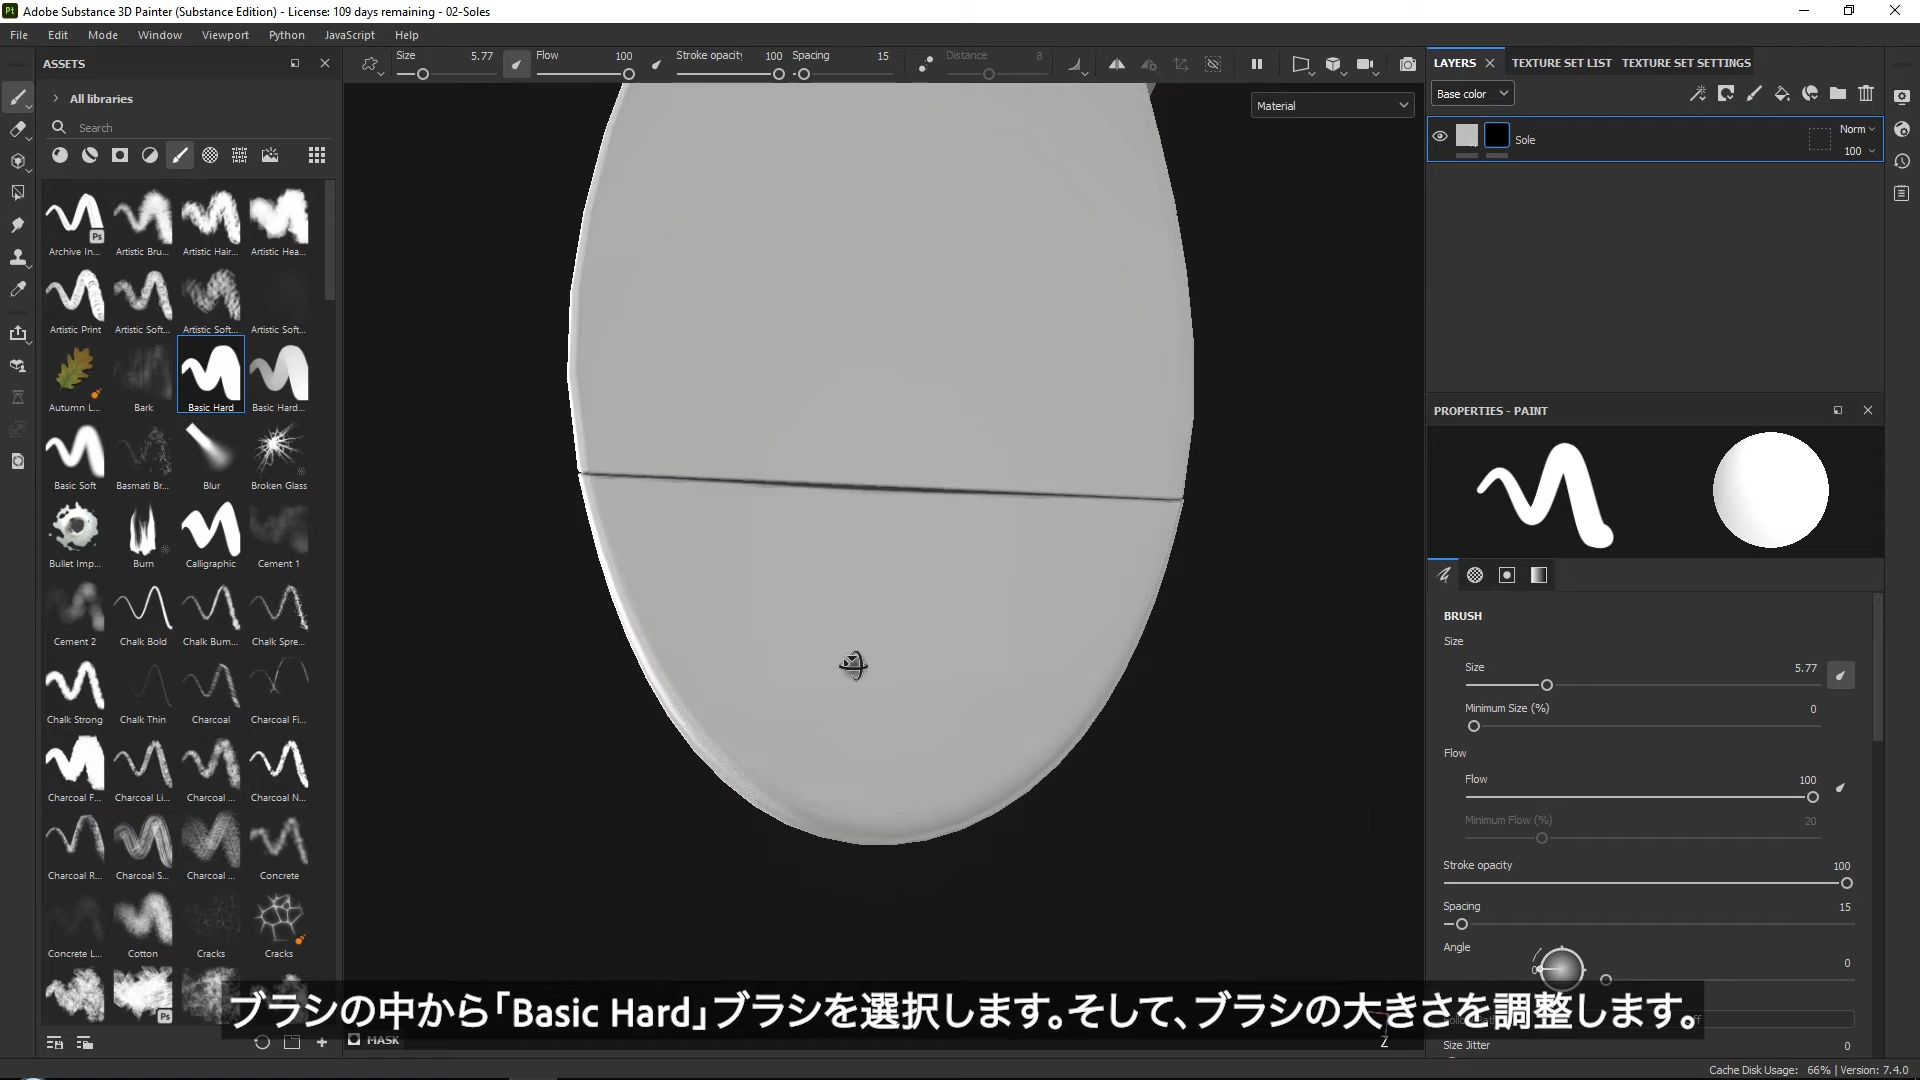 Adobe Substance 3D Painter (Substance Edition) - License: 109 days remaining - 02-Soles
File Edit Mode Window Viewport Python JavaScript Help
ASSETS
Size 5.77 Flow 100 Stroke opacity 100 Spacing 15 Distance 8
LAYERS TEXTURE SET LIST TEXTURE SET SETTINGS
All libraries
Base color
Material
Search
Sole Norm
100
Archive In... Artistic Bru... Artistic Hair... Artistic Hea...
Artistic Print Artistic Soft... Artistic Soft... Artistic Soft...
Autumn L... Bark Basic Hard Basic Hard...
PROPERTIES - PAINT
Basic Soft Basmati Br... Blur Broken Glass
Bullet Imp... Burn Calligraphic Cement 1
BRUSH
Size
Cement 2 Chalk Bold Chalk Bum... Chalk Spre...
Size 5.77
Minimum Size (%) 0
Chalk Strong Chalk Thin Charcoal Charcoal Fi...
Flow
Flow 100
Charcoal F... Charcoal Li... Charcoal ... Charcoal N...
Minimum Flow (%) 20
Stroke opacity 100
Charcoal R... Charcoal S... Charcoal ... Concrete
Spacing 15
Concrete L... Cotton Cracks Cracks
Angle 0
ブラシの中から「Basic Hard」ブラシを選択します。そして、ブラシの大きさを調整します。
MASK
Z
Size Jitter 0
Cache Disk Usage: 66% | Version: 7.4.0